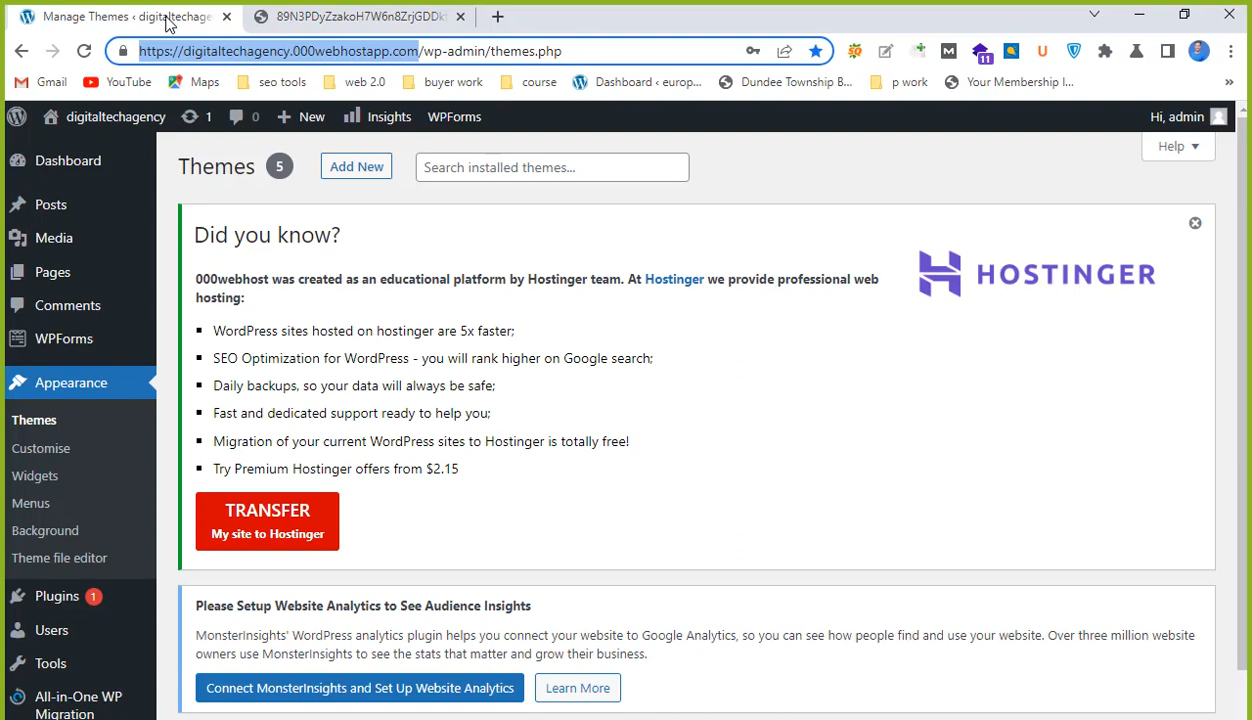 Manage Themes ‹ digitaltechage
89N3PDyZzakoH7W6n8ZrjGDDk
https://digitaltechagency.000webhostapp.com/wp-admin/themes.php
11
Gmail
YouTube
Maps
seo tools
web 2.0
buyer work
course
Dashboard ‹ europ...
Dundee Township B...
p work
Your Membership I...
»
digitaltechagency
1
0
New
Insights
WPForms
Hi, admin
Dashboard
Posts
Media
Pages
Comments
WPForms
Appearance
Themes
Customise
Widgets
Menus
Background
Theme file editor
Plugins 1
Users
Tools
All-in-One WP
Migration
Themes 5
Add New
Search installed themes...
Help
Did you know?
000webhost was created as an educational platform by Hostinger team. At Hostinger we provide professional web
hosting:
WordPress sites hosted on hostinger are 5x faster;
SEO Optimization for WordPress - you will rank higher on Google search;
Daily backups, so your data will always be safe;
Fast and dedicated support ready to help you;
Migration of your current WordPress sites to Hostinger is totally free!
Try Premium Hostinger offers from $2.15
TRANSFER
My site to Hostinger
HOSTINGER
Please Setup Website Analytics to See Audience Insights
MonsterInsights' WordPress analytics plugin helps you connect your website to Google Analytics, so you can see how people find and use your website. Over three million website
owners use MonsterInsights to see the stats that matter and grow their business.
Connect MonsterInsights and Set Up Website Analytics
Learn More